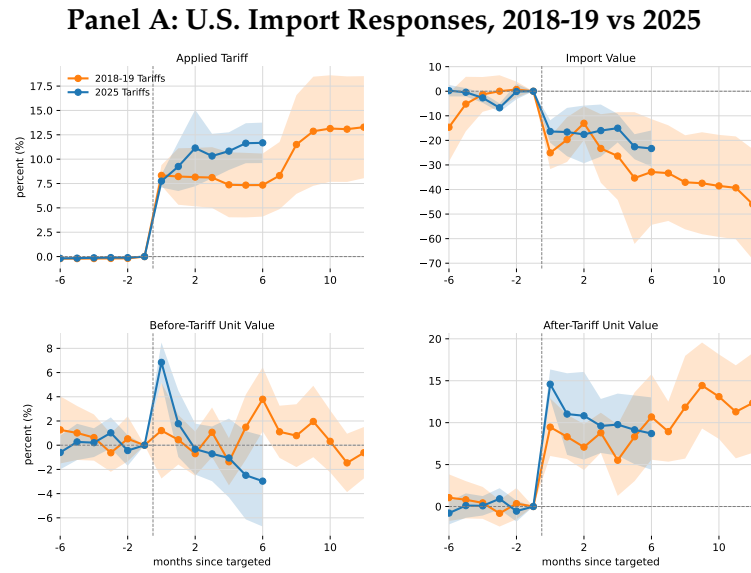 Panel A: U.S. Import Responses, 2018-19 vs 2025
Applied Tariff
percent (%)
17.5
15.0
12.5
10.0
7.5
5.0
2.5
0.0
2018-19 Tariffs
2025 Tariffs
-6 -2 2 6 10
Import Value
10
0
−10
−20
−30
−40
−50
−60
−70
-6 -2 2 6 10
Before-Tariff Unit Value
percent (%)
8
6
4
2
0
−2
−4
−6
-6 -2 2 6 10
months since targeted
After-Tariff Unit Value
20
15
10
5
0
-6 -2 2 6 10
months since targeted